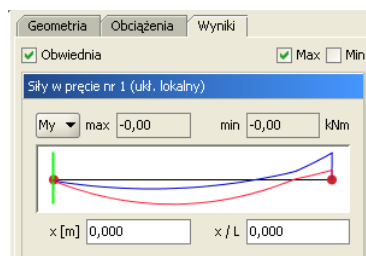 Geometria Obciążenia Wyniki
Obwiednia Max Min
Siły w pręcie nr 1 (ukł. lokalny)
My max -0,00 min -0,00 kNm
x [m] 0,000 x / L 0,000